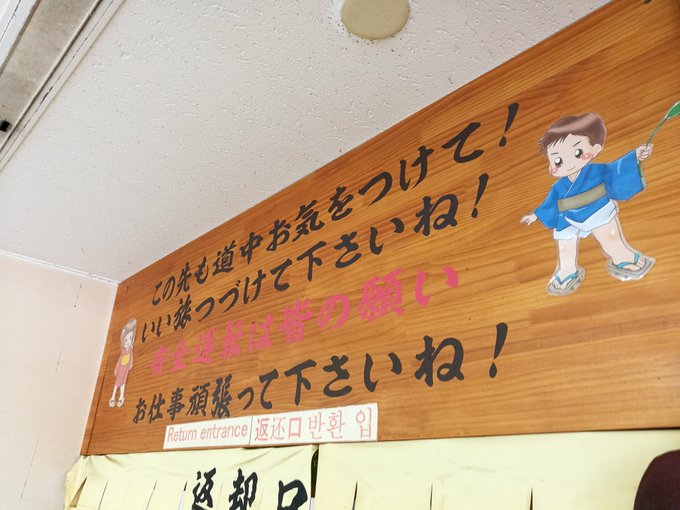 この先も道中お気をつけて！
いい旅つづけて下さいね！
安全運転は皆の願い
お仕事頑張って下さいね！
Return entrance 返还口 반환 입
返却口